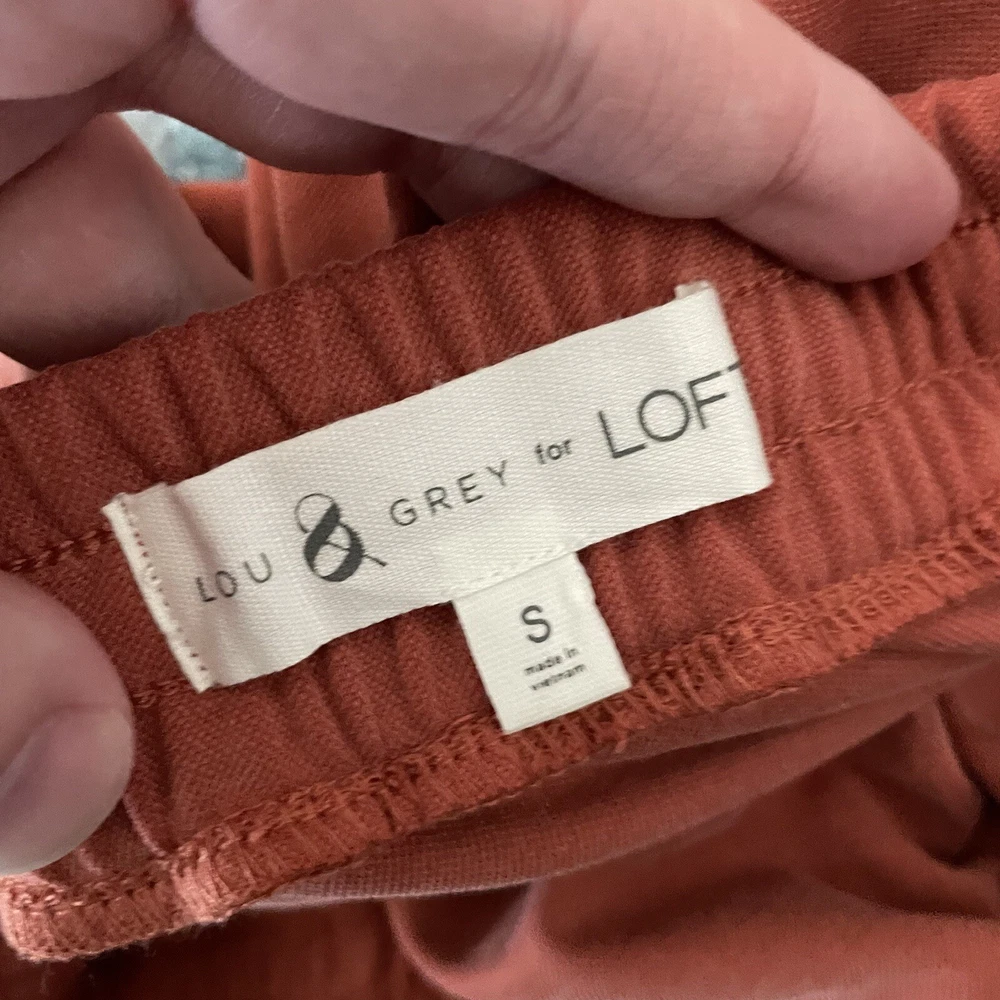 LOU & GREY for LOFT
S
made in
vietnam